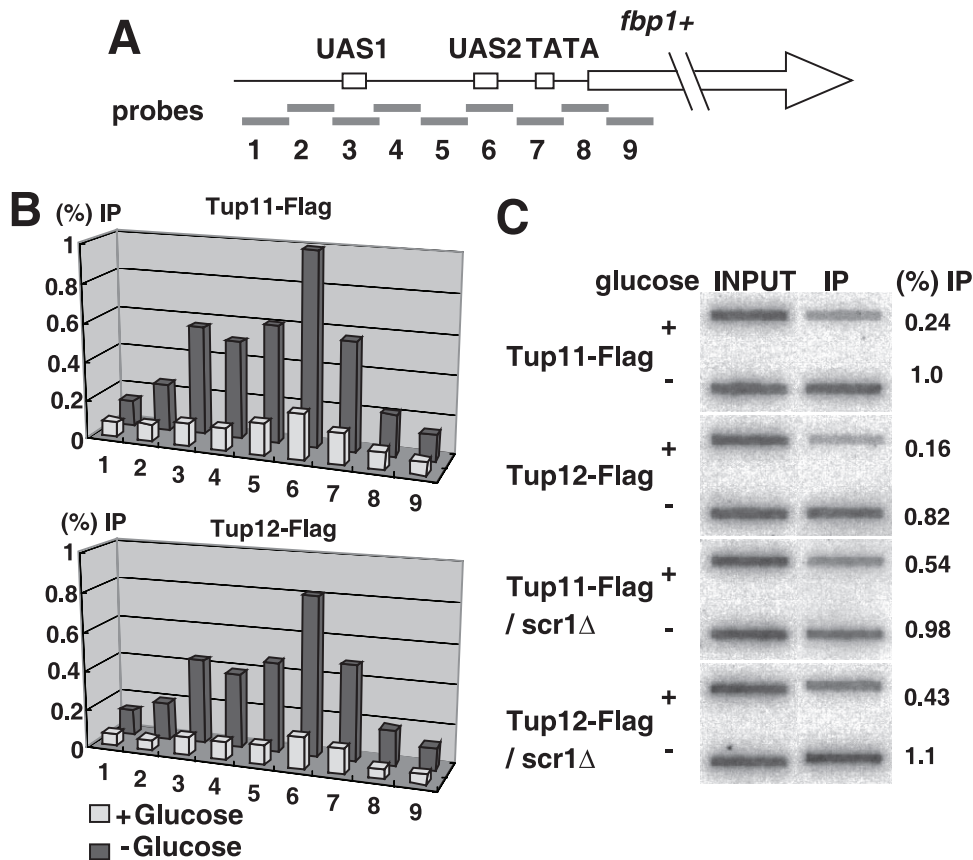 A
fbp1+
UAS1 UAS2 TATA
probes
1 2 3 4 5 6 7 8 9
B
(%) IP
Tup11-Flag
1
0.8
0.6
0.4
0.2
0
1 2 3 4 5 6 7 8 9
(%) IP
Tup12-Flag
1
0.8
0.6
0.4
0.2
0
1 2 3 4 5 6 7 8 9
+ Glucose
- Glucose
C
glucose INPUT IP (%) IP
Tup11-Flag
+ 0.24
- 1.0
Tup12-Flag
+ 0.16
- 0.82
Tup11-Flag
/ scr1Δ
+ 0.54
- 0.98
Tup12-Flag
/ scr1Δ
+ 0.43
- 1.1